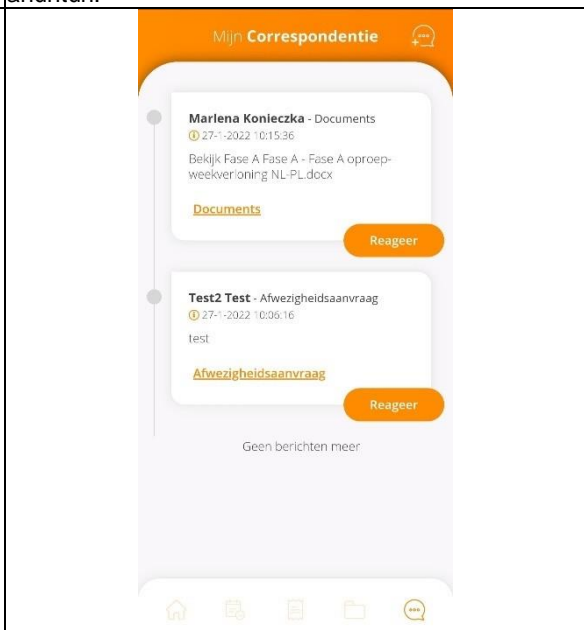 Mijn Correspondentie
Marlena Konieczka - Documents
27-1-2022 10:15:36
Bekijk Fase A Fase A - Fase A oproep-
weekverloning NL-PL.docx
Documents
Reageer
Test2 Test - Afwezigheidsaanvraag
27-1-2022 10:06:16
test
Afwezigheidsaanvraag
Reageer
Geen berichten meer